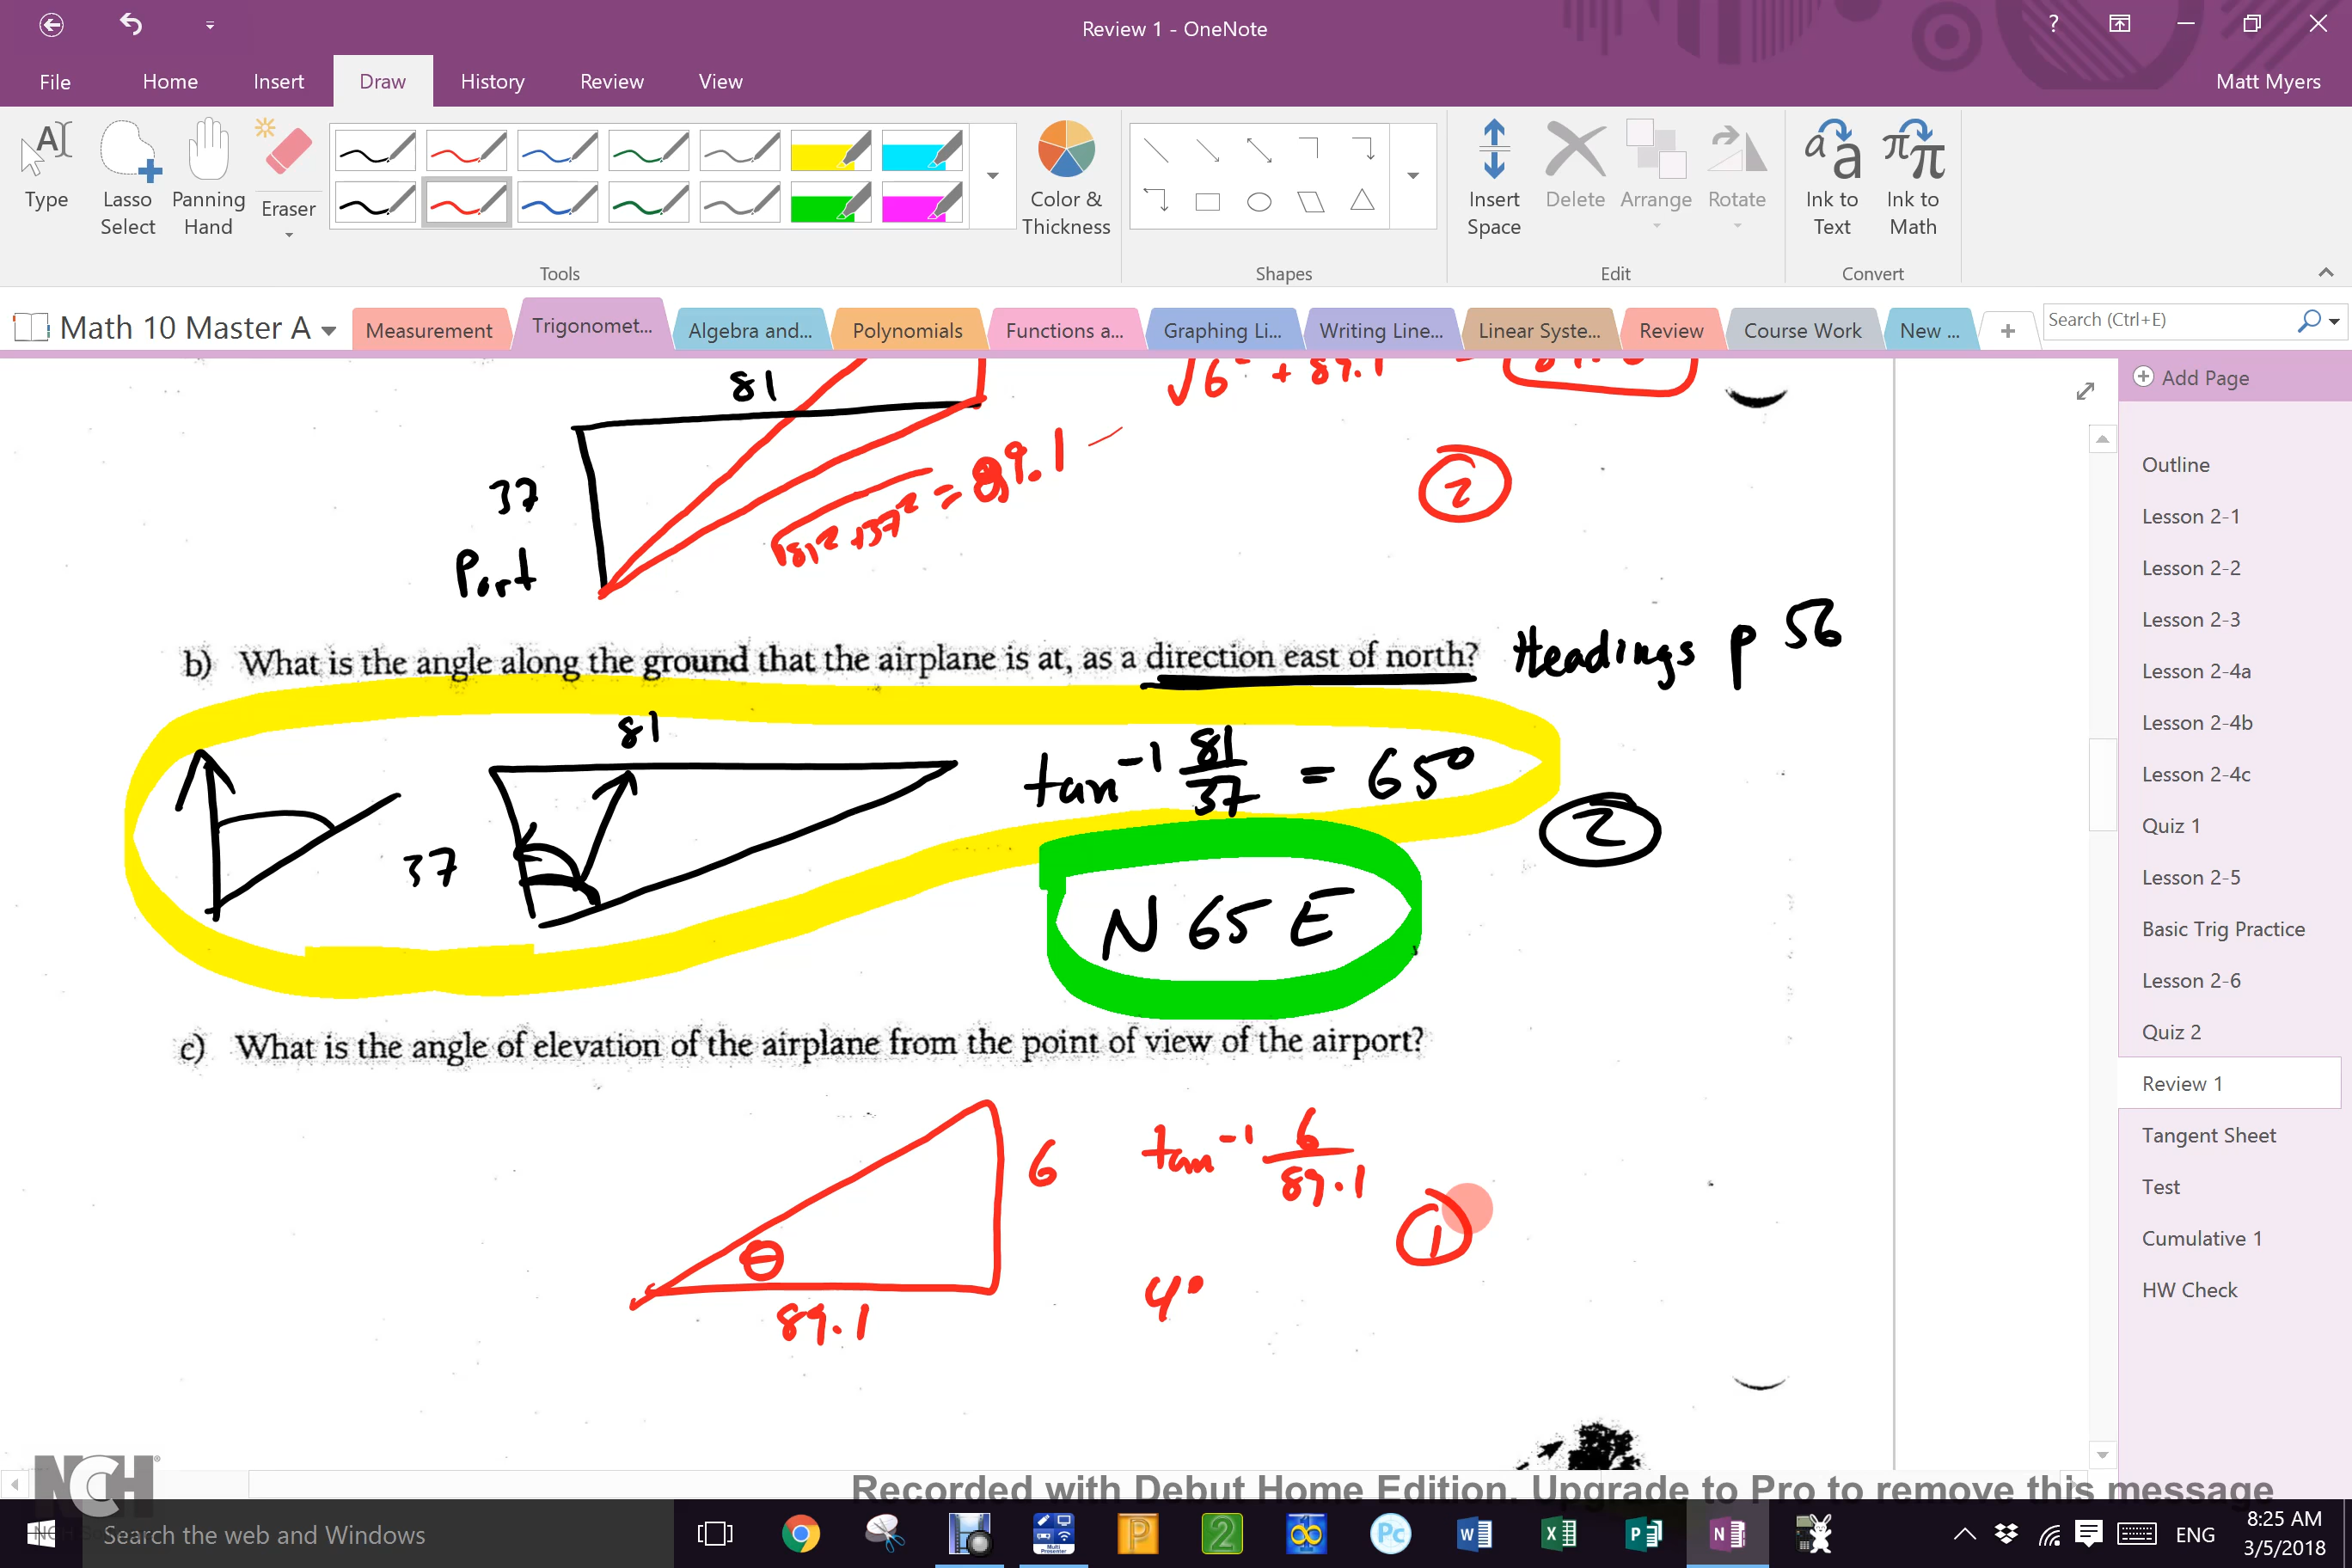 Review 1 - OneNote
?
File
Home
Insert
Draw
History
Review
View
Matt Myers
Type
Lasso Select
Panning Hand
Eraser
Color & Thickness
Insert Space
Delete
Arrange
Rotate
Ink to Text
Ink to Math
Tools
Shapes
Edit
Convert
Math 10 Master A
Measurement
Trigonomet...
Algebra and...
Polynomials
Functions a...
Graphing Li...
Writing Line...
Linear Syste...
Review
Course Work
New ...
+
Search (Ctrl+E)
Add Page
Outline
Lesson 2-1
Lesson 2-2
Lesson 2-3
Lesson 2-4a
Lesson 2-4b
Lesson 2-4c
Quiz 1
Lesson 2-5
Basic Trig Practice
Lesson 2-6
Quiz 2
Review 1
Tangent Sheet
Test
Cumulative 1
HW Check
81
37
Port
√81² + 37² = 89.1
2
b) What is the angle along the ground that the airplane is at, as a direction east of north? Headings p 56
81
37
tan⁻¹ 81/37 = 65°
2
N 65 E
c) What is the angle of elevation of the airplane from the point of view of the airport?
6
θ
89.1
tan⁻¹ 6/89.1
1
4°
NCH
Recorded with Debut Home Edition. Upgrade to Pro to remove this message
Search the web and Windows
ENG
8:25 AM
3/5/2018